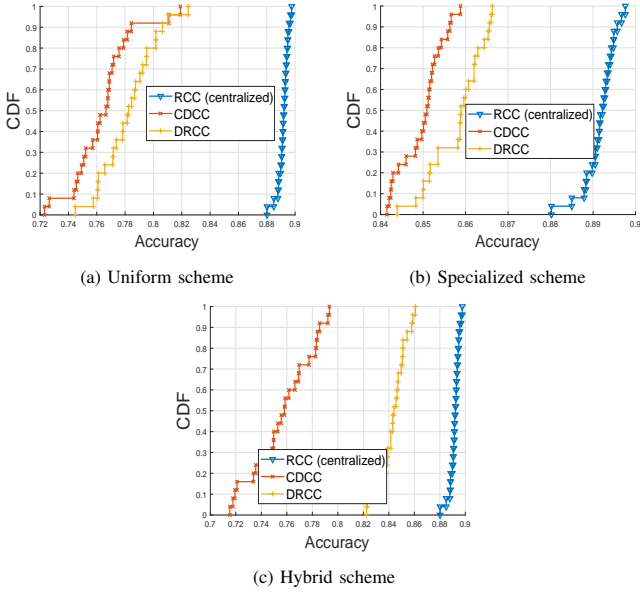 1
0.9
0.8
0.7
0.6
0.5
0.4
0.3
0.2
0.1
0
CDF
RCC (centralized)
CDCC
DRCC
0.72 0.74 0.76 0.78 0.8 0.82 0.84 0.86 0.88 0.9
Accuracy
(a) Uniform scheme
1
0.9
0.8
0.7
0.6
0.5
0.4
0.3
0.2
0.1
0
CDF
RCC (centralized)
CDCC
DRCC
0.84 0.85 0.86 0.87 0.88 0.89 0.9
Accuracy
(b) Specialized scheme
1
0.9
0.8
0.7
0.6
0.5
0.4
0.3
0.2
0.1
0
CDF
RCC (centralized)
CDCC
DRCC
0.7 0.72 0.74 0.76 0.78 0.8 0.82 0.84 0.86 0.88 0.9
Accuracy
(c) Hybrid scheme